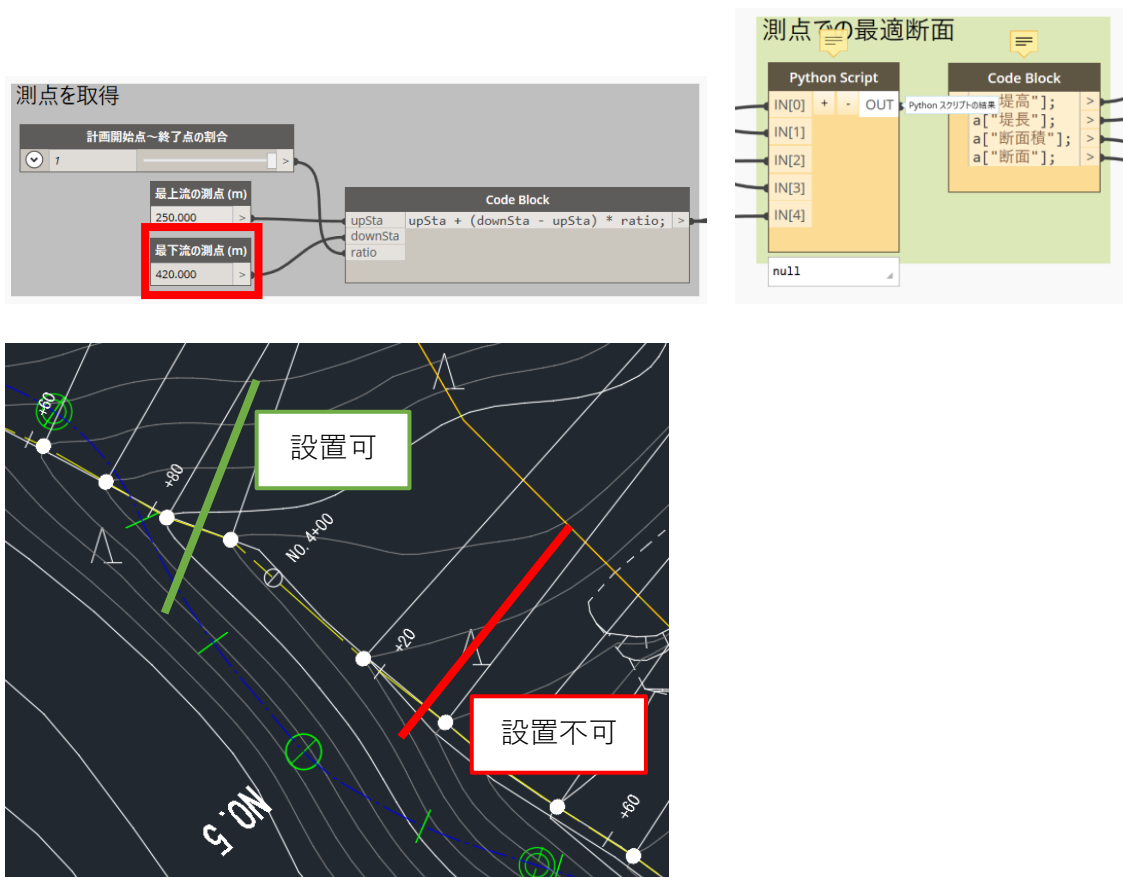 測点を取得
計画開始点～終了点の割合
1
>
最上流の測点 (m)
250.000 >
最下流の測点 (m)
420.000 >
Code Block
upSta upSta + (downSta - upSta) * ratio; >
downSta
ratio
測点での最適断面
Python Script
IN[0] + - OUT
IN[1]
IN[2]
IN[3]
IN[4]
null
Python スクリプトの結果
Code Block
堤高"]; >
a["堤長"]; >
a["断面積"]; >
a["断面"]; >
+60
設置可
+80
NO.4+00
+20
設置不可
NO.5
+60